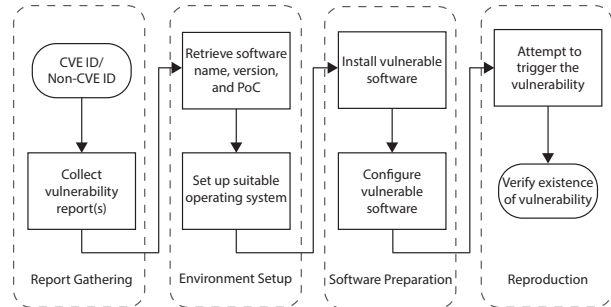 CVE ID/
Non-CVE ID
Collect
vulnerability
report(s)
Report Gathering
Retrieve software
name, version,
and PoC
Set up suitable
operating system
Environment Setup
Install vulnerable
software
Configure
vulnerable
software
Software Preparation
Attempt to
trigger the
vulnerability
Verify existence
of vulnerability
Reproduction